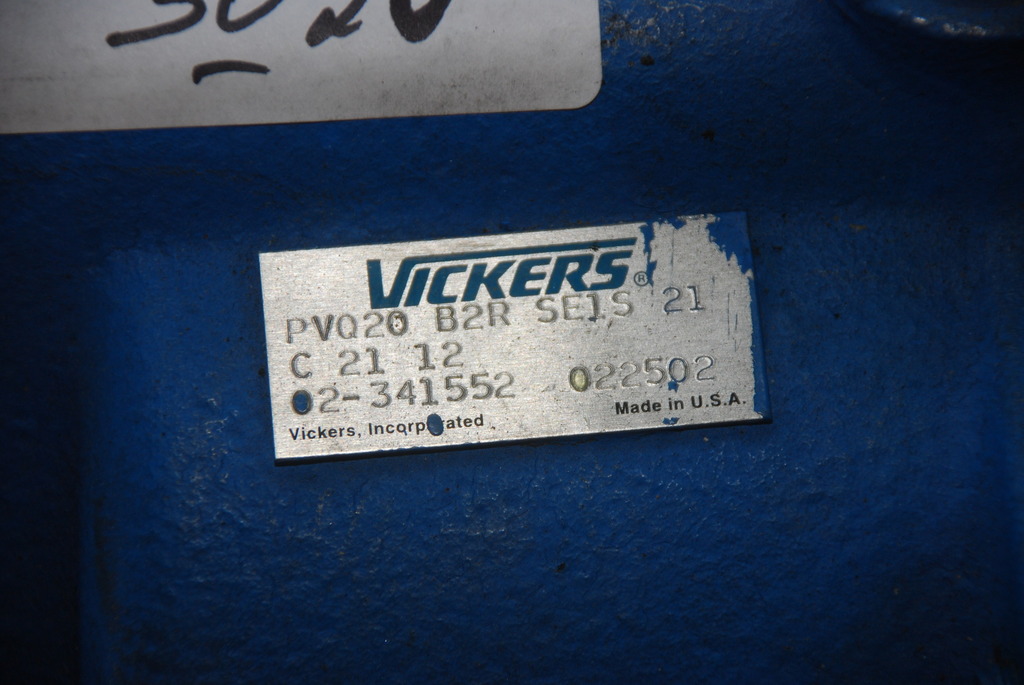 VICKERS®
PVQ20 B2R SE1S 21
C 21 12
02-341552 022502
Vickers, Incorporated Made in U.S.A.